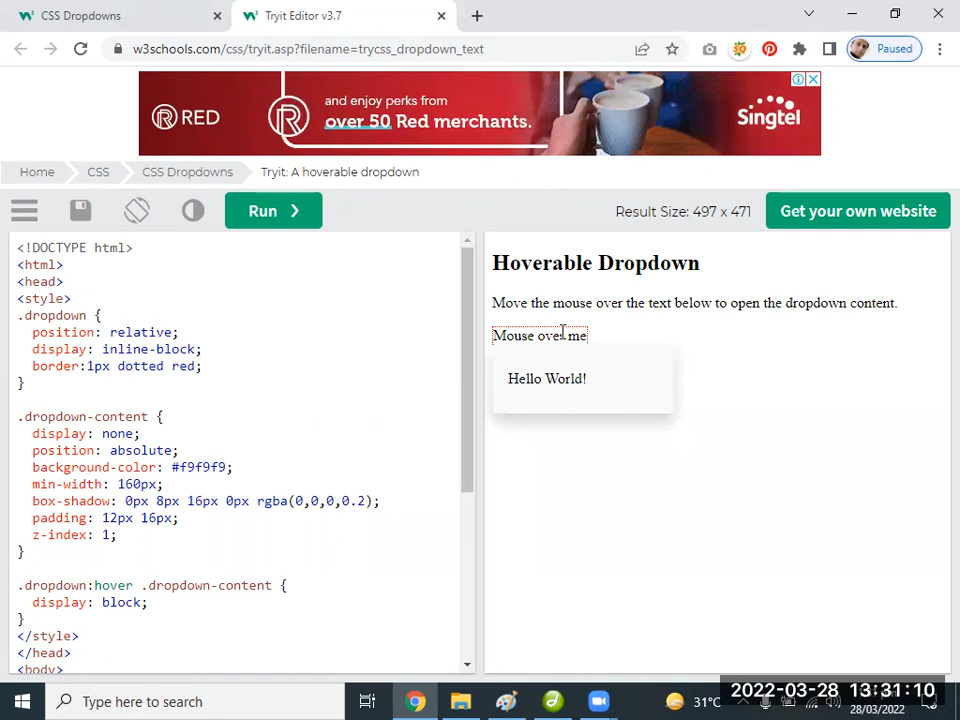 CSS Dropdowns
Tryit Editor v3.7
w3schools.com/css/tryit.asp?filename=trycss_dropdown_text
Paused
RED
and enjoy perks from
over 50 Red merchants.
Singtel
Home
CSS
CSS Dropdowns
Tryit: A hoverable dropdown
Run
Result Size: 497 x 471
Get your own website
<!DOCTYPE html>
<html>
<head>
<style>
.dropdown {
position: relative;
display: inline-block;
border:1px dotted red;
}
.dropdown-content {
display: none;
position: absolute;
background-color: #f9f9f9;
min-width: 160px;
box-shadow: 0px 8px 16px 0px rgba(0,0,0,0.2);
padding: 12px 16px;
z-index: 1;
}
.dropdown:hover .dropdown-content {
display: block;
}
</style>
</head>
<body>
Hoverable Dropdown
Move the mouse over the text below to open the dropdown content.
Mouse over me
Hello World!
Type here to search
31°C
2022-03-28 13:31:10
28/03/2022